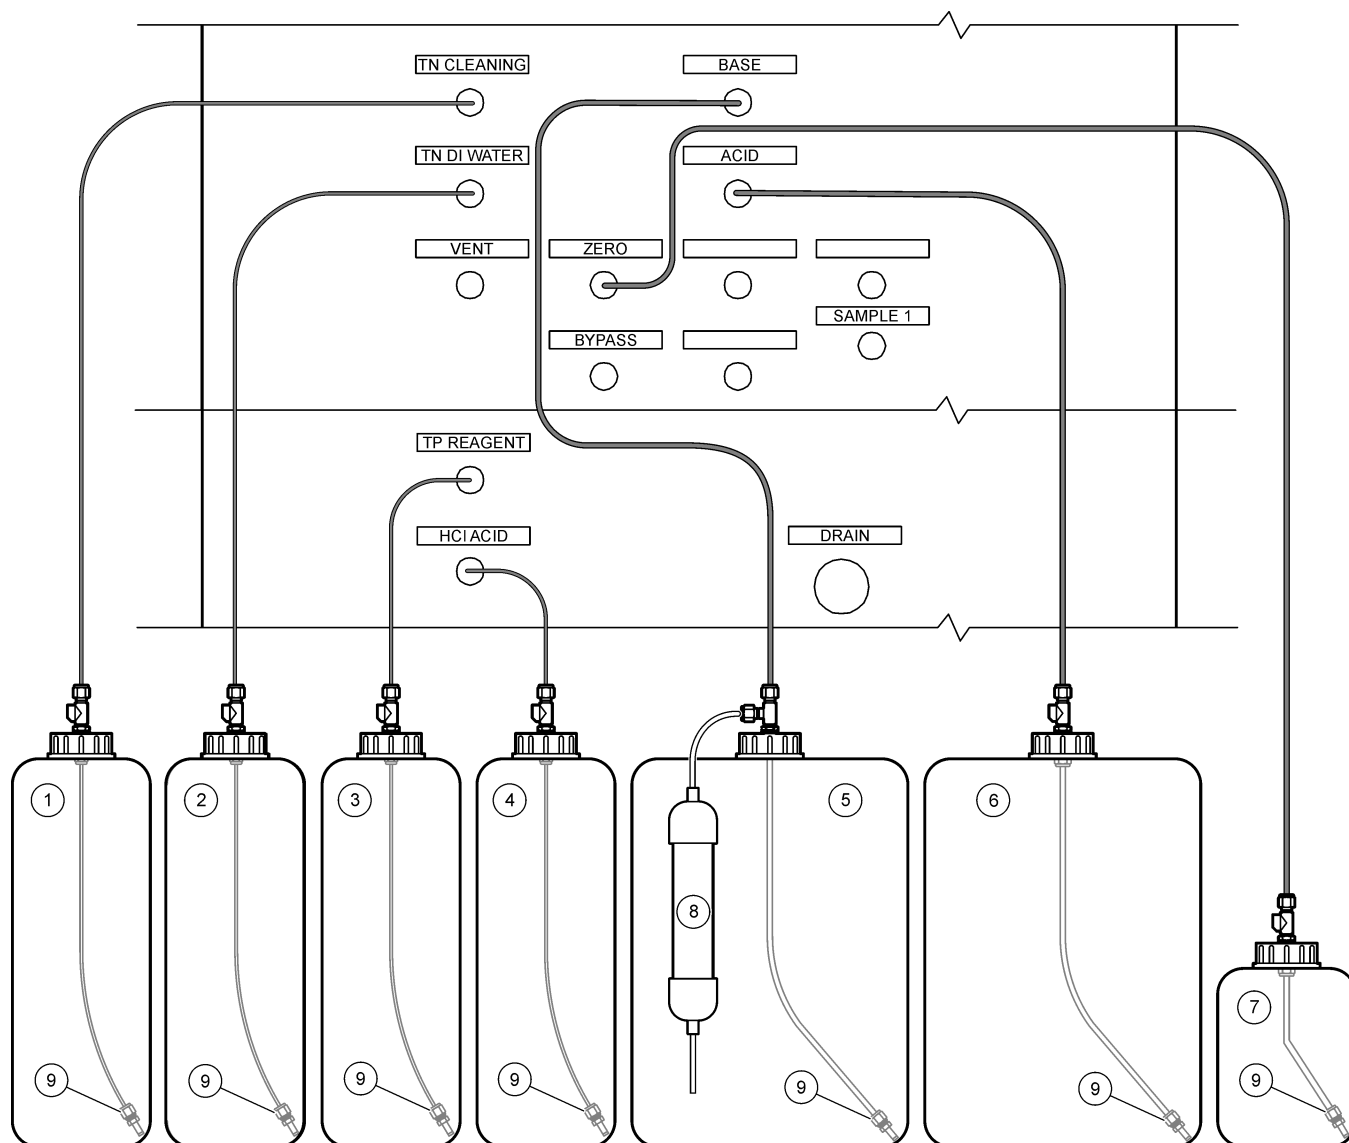 TN CLEANING
BASE
TN DI WATER
ACID
VENT
ZERO
SAMPLE 1
BYPASS
TP REAGENT
HCl ACID
DRAIN
1
2
3
4
5
6
8
7
9
9
9
9
9
9
9